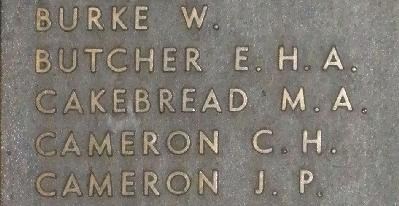 BURKE W.
BUTCHER E.H.A.
CAKEBREAD M.A.
CAMERON C.H.
CAMERON J.P.